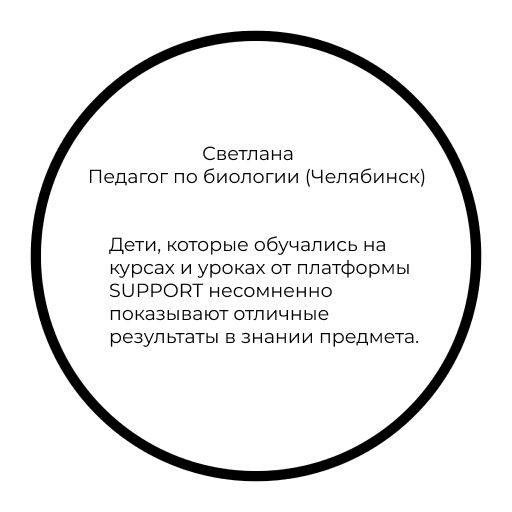 Светлана
Педагог по биологии (Челябинск)
Дети, которые обучались на
курсах и уроках от платформы
SUPPORT несомненно
показывают отличные
результаты в знании предмета.